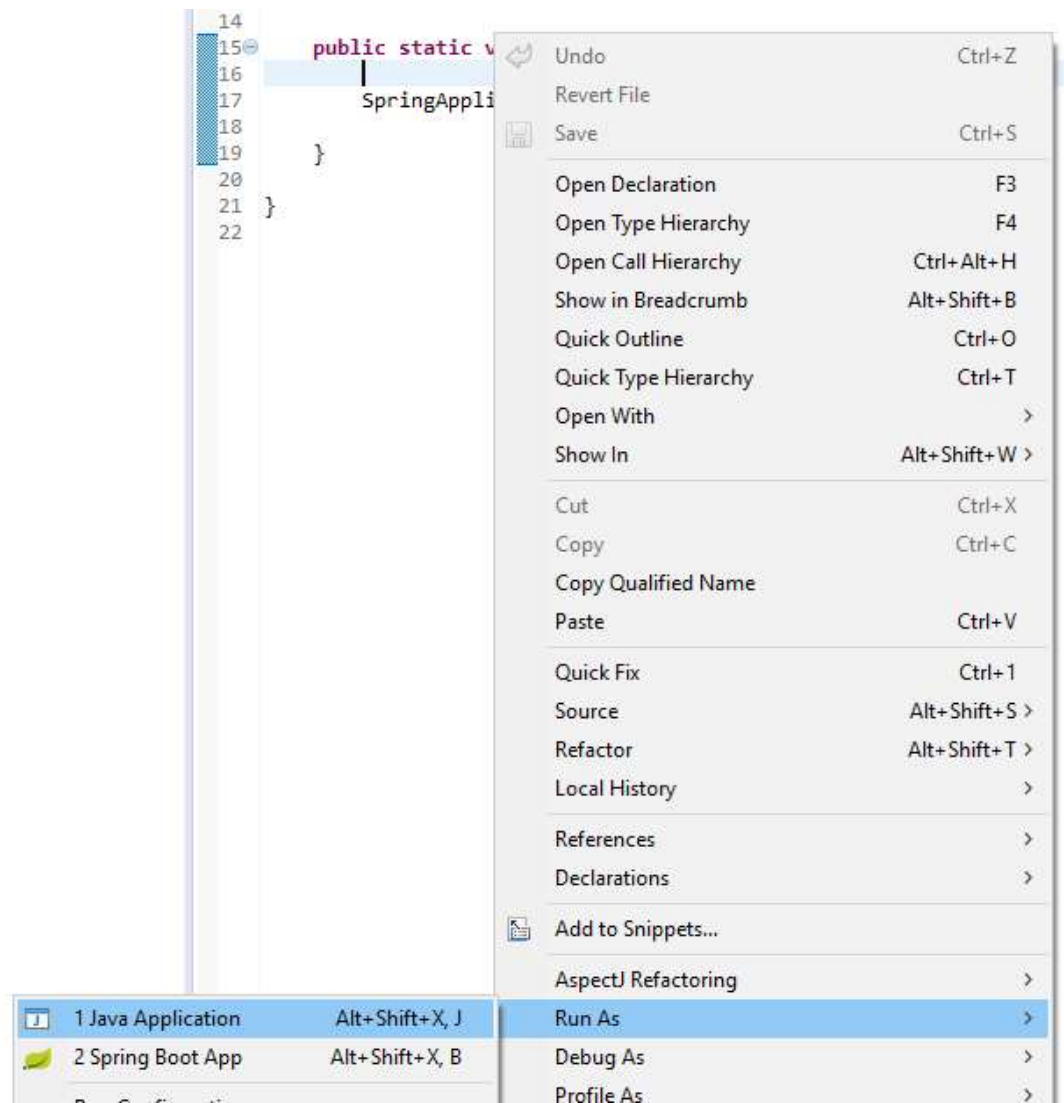 14
15 public static v
16
17 SpringAppli
18
19 }
20
21 }
22
Undo Ctrl+Z
Revert File
Save Ctrl+S
Open Declaration F3
Open Type Hierarchy F4
Open Call Hierarchy Ctrl+Alt+H
Show in Breadcrumb Alt+Shift+B
Quick Outline Ctrl+O
Quick Type Hierarchy Ctrl+T
Open With >
Show In Alt+Shift+W >
Cut Ctrl+X
Copy Ctrl+C
Copy Qualified Name
Paste Ctrl+V
Quick Fix Ctrl+1
Source Alt+Shift+S >
Refactor Alt+Shift+T >
Local History >
References >
Declarations >
Add to Snippets...
AspectJ Refactoring >
Run As >
Debug As >
Profile As >
1 Java Application Alt+Shift+X, J
2 Spring Boot App Alt+Shift+X, B